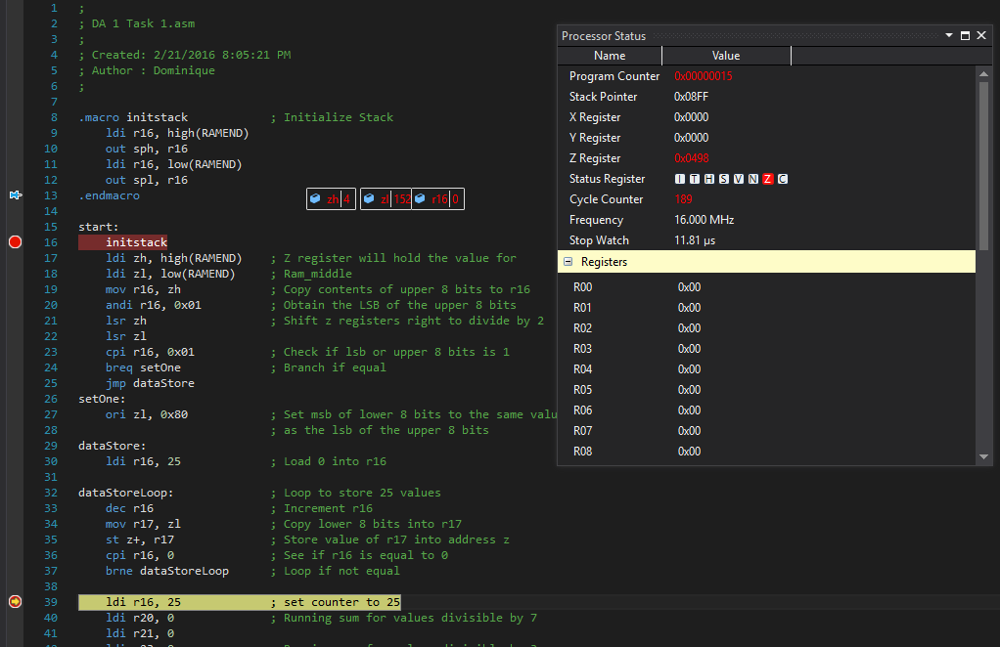 1 ;
2 ; DA 1 Task 1.asm
3 ;
4 ; Created: 2/21/2016 8:05:21 PM
5 ; Author : Dominique
6 ;
7
8 .macro initstack ; Initialize Stack
9 ldi r16, high(RAMEND)
10 out sph, r16
11 ldi r16, low(RAMEND)
12 out spl, r16
13 .endmacro
zh 4 zl 152 r16 0
14
15 start:
16 initstack
17 ldi zh, high(RAMEND) ; Z register will hold the value for
18 ldi zl, low(RAMEND) ; Ram_middle
19 mov r16, zh ; Copy contents of upper 8 bits to r16
20 andi r16, 0x01 ; Obtain the LSB of the upper 8 bits
21 lsr zh ; Shift z registers right to divide by 2
22 lsr zl
23 cpi r16, 0x01 ; Check if lsb or upper 8 bits is 1
24 breq setOne ; Branch if equal
25 jmp dataStore
26 setOne:
27 ori zl, 0x80 ; Set msb of lower 8 bits to the same valu
28 ; as the lsb of the upper 8 bits
29 dataStore:
30 ldi r16, 25 ; Load 0 into r16
31
32 dataStoreLoop: ; Loop to store 25 values
33 dec r16 ; Increment r16
34 mov r17, zl ; Copy lower 8 bits into r17
35 st z+, r17 ; Store value of r17 into address z
36 cpi r16, 0 ; See if r16 is equal to 0
37 brne dataStoreLoop ; Loop if not equal
38
39 ldi r16, 25 ; set counter to 25
40 ldi r20, 0 ; Running sum for values divisible by 7
41 ldi r21, 0
Processor Status
Name Value
Program Counter 0x00000015
Stack Pointer 0x08FF
X Register 0x0000
Y Register 0x0000
Z Register 0x0498
Status Register I T H S V N Z C
Cycle Counter 189
Frequency 16.000 MHz
Stop Watch 11.81 µs
Registers
R00 0x00
R01 0x00
R02 0x00
R03 0x00
R04 0x00
R05 0x00
R06 0x00
R07 0x00
R08 0x00